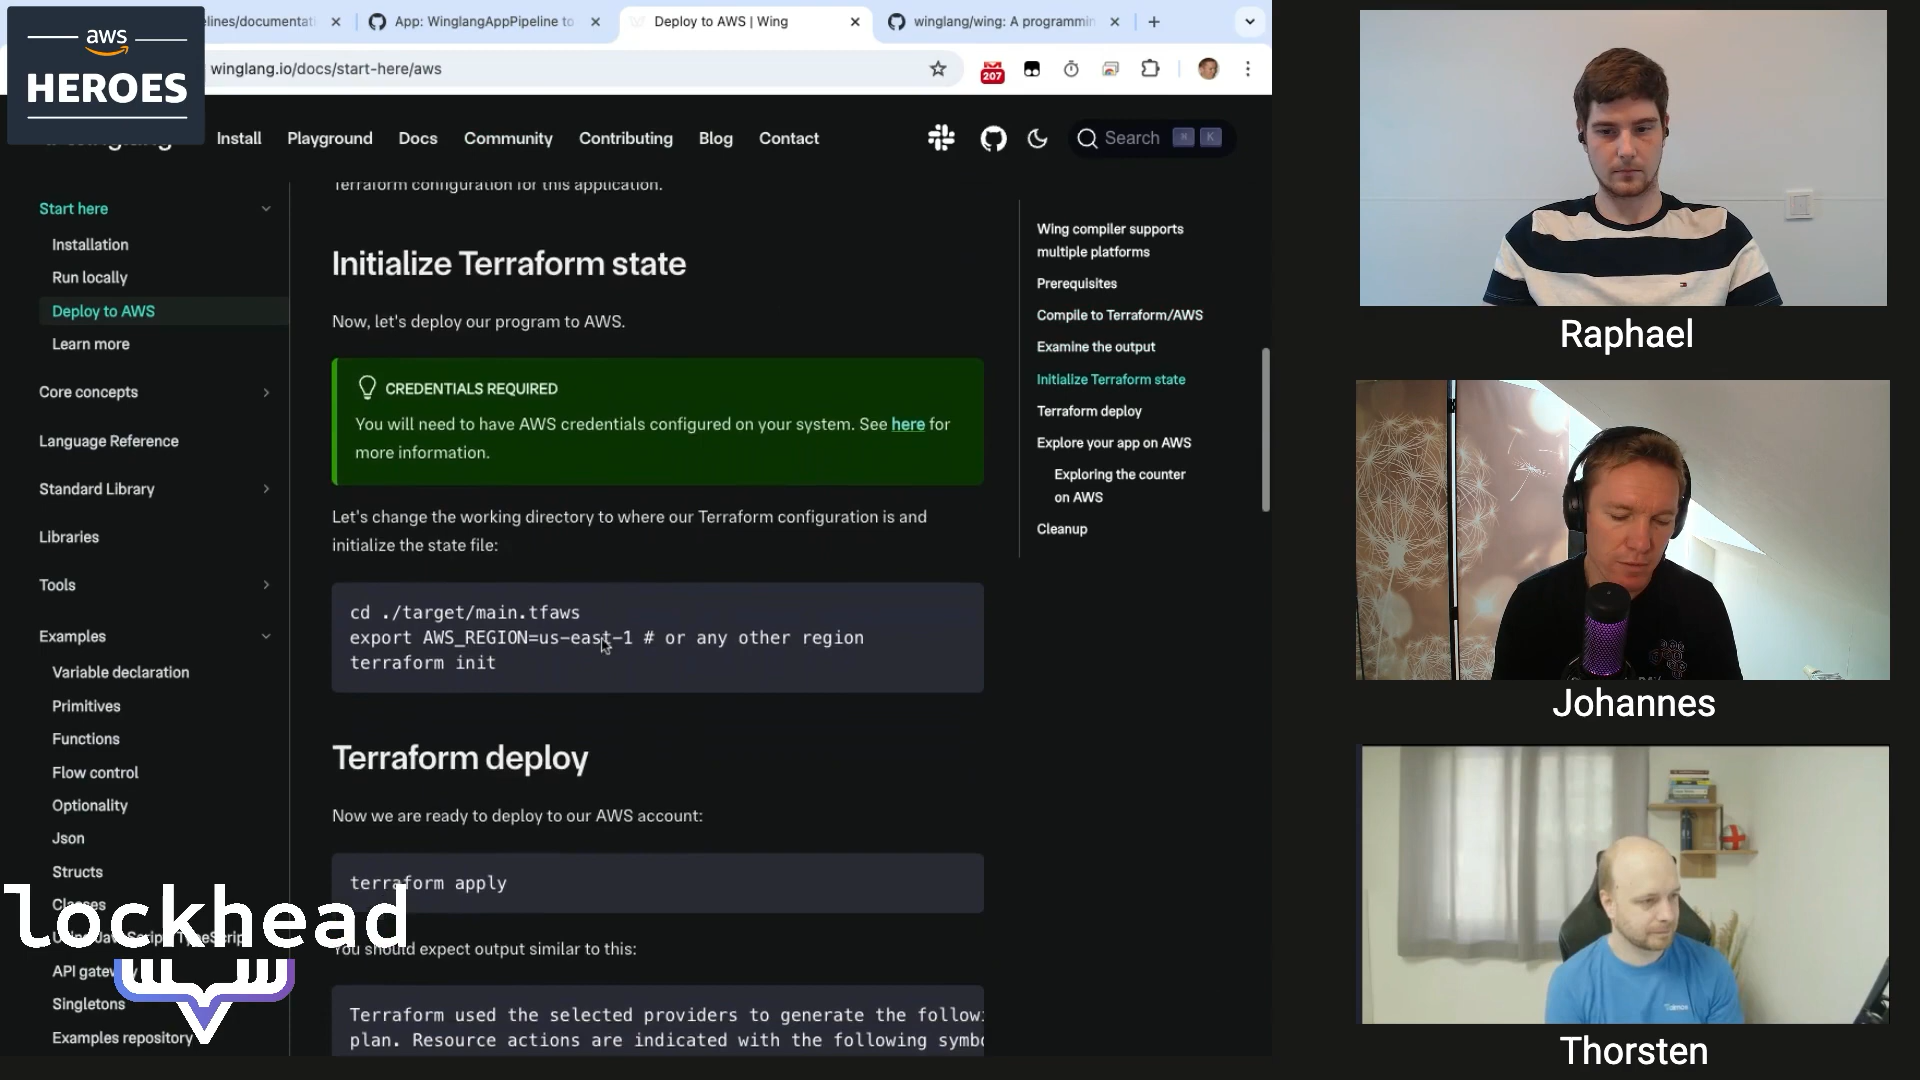 aws
HEROES
elines/documentati
App: WinglangAppPipeline to
Deploy to AWS | Wing
winglang/wing: A programmin
winglang.io/docs/start-here/aws
207
Install
Playground
Docs
Community
Contributing
Blog
Contact
Search
K
Start here
Installation
Run locally
Deploy to AWS
Learn more
Core concepts
Language Reference
Standard Library
Libraries
Tools
Examples
Variable declaration
Primitives
Functions
Flow control
Optionality
Json
Structs
Classes
API gatew
Singletons
Examples repository
lockhead
Terraform configuration for this application.
Initialize Terraform state
Now, let's deploy our program to AWS.
CREDENTIALS REQUIRED
You will need to have AWS credentials configured on your system. See here for
more information.
Let's change the working directory to where our Terraform configuration is and
initialize the state file:
cd ./target/main.tfaws
export AWS_REGION=us-east-1 # or any other region
terraform init
Terraform deploy
Now we are ready to deploy to our AWS account:
terraform apply
You should expect output similar to this:
Terraform used the selected providers to generate the followi
plan. Resource actions are indicated with the following symbo
Wing compiler supports
multiple platforms
Prerequisites
Compile to Terraform/AWS
Examine the output
Initialize Terraform state
Terraform deploy
Explore your app on AWS
Exploring the counter
on AWS
Cleanup
Raphael
Johannes
Thorsten